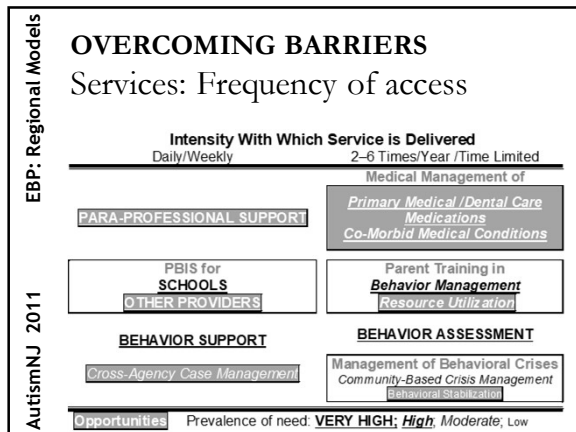 EBP: Regional Models
AutismNJ 2011
OVERCOMING BARRIERS
Services: Frequency of access
Intensity With Which Service is Delivered
Daily/Weekly
2–6 Times/Year /Time Limited
PARA-PROFESSIONAL SUPPORT
Medical Management of
Primary Medical /Dental Care
Medications
Co-Morbid Medical Conditions
PBIS for
SCHOOLS
OTHER PROVIDERS
Parent Training in
Behavior Management
Resource Utilization
BEHAVIOR SUPPORT
BEHAVIOR ASSESSMENT
Cross-Agency Case Management
Management of Behavioral Crises
Community-Based Crisis Management
Behavioral Stabilization
Opportunities Prevalence of need: VERY HIGH; High; Moderate; Low